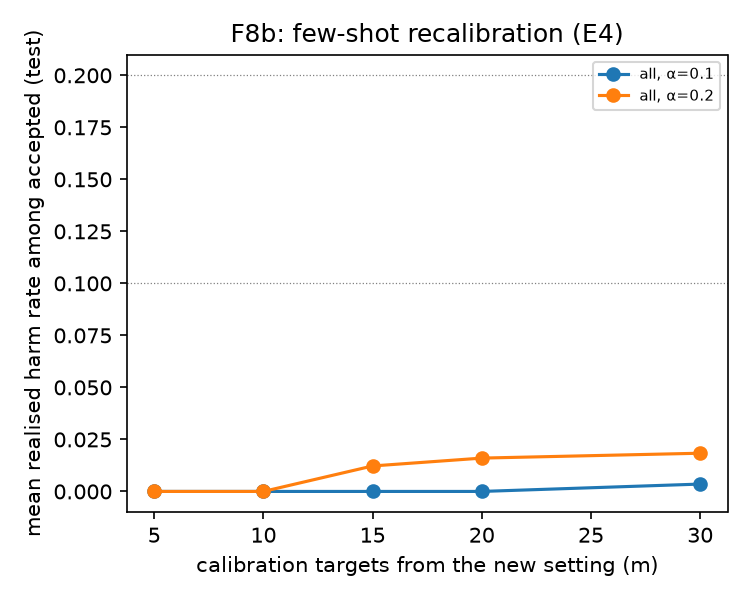 F8b: few-shot recalibration (E4)
mean realised harm rate among accepted (test)
0.200
0.175
0.150
0.125
0.100
0.075
0.050
0.025
0.000
all, α=0.1
all, α=0.2
5 10 15 20 25 30
calibration targets from the new setting (m)